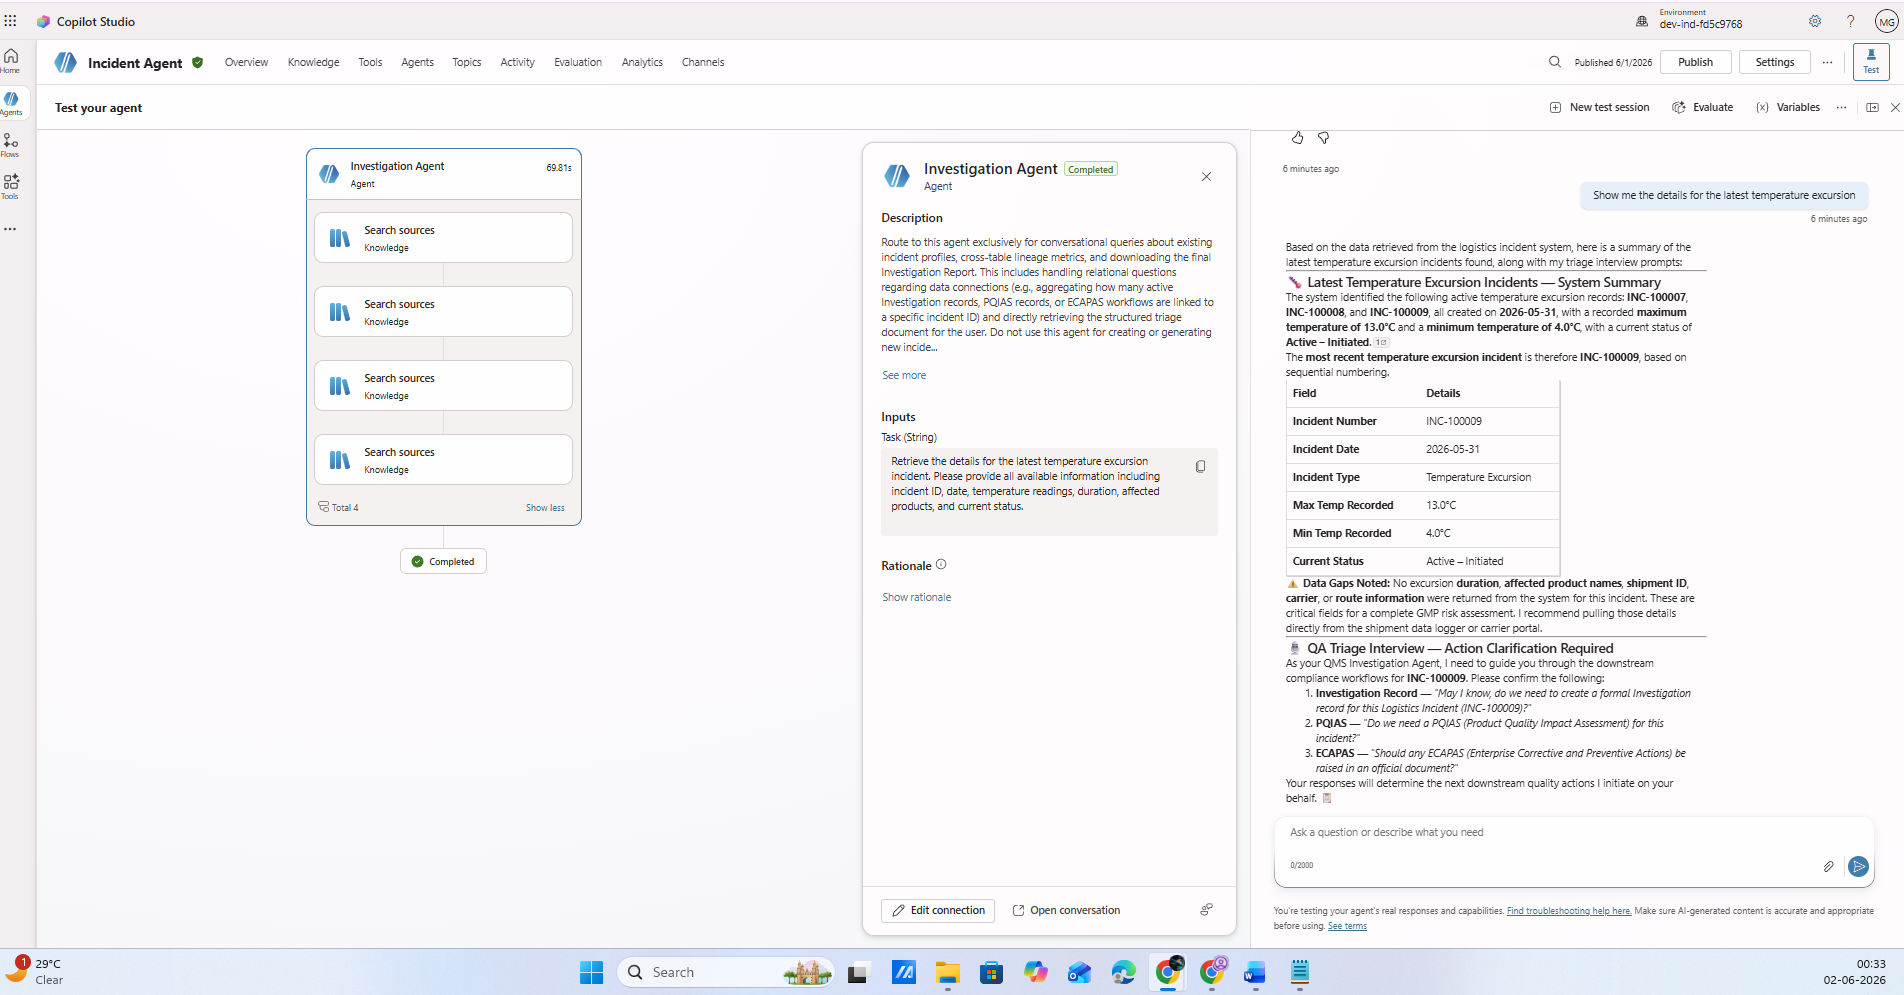 Copilot Studio
Environment
dev-ind-fd5c9768
MG
Home
Agents
Flows
Tools
Incident Agent
Overview
Knowledge
Tools
Agents
Topics
Activity
Evaluation
Analytics
Channels
Published 6/1/2026
Publish
Settings
Test
Test your agent
New test session
Evaluate
Variables
Investigation Agent
Agent
69.81s
Search sources
Knowledge
Search sources
Knowledge
Search sources
Knowledge
Search sources
Knowledge
Total 4
Show less
Completed
Investigation Agent
Completed
Agent
Description
Route to this agent exclusively for conversational queries about existing
incident profiles, cross-table lineage metrics, and downloading the final
Investigation Report. This includes handling relational questions
regarding data connections (e.g., aggregating how many active
Investigation records, PQIAS records, or ECAPAS workflows are linked to
a specific incident ID) and directly retrieving the structured triage
document for the user. Do not use this agent for creating or generating
new incide...
See more
Inputs
Task (String)
Retrieve the details for the latest temperature excursion
incident. Please provide all available information including
incident ID, date, temperature readings, duration, affected
products, and current status.
Rationale
Show rationale
Edit connection
Open conversation
6 minutes ago
Show me the details for the latest temperature excursion
6 minutes ago
Based on the data retrieved from the logistics incident system, here is a summary of the
latest temperature excursion incidents found, along with my triage interview prompts:
Latest Temperature Excursion Incidents — System Summary
The system identified the following active temperature excursion records: INC-100007,
INC-100008, and INC-100009, all created on 2026-05-31, with a recorded maximum
temperature of 13.0°C and a minimum temperature of 4.0°C, with a current status of
Active – Initiated. 1
The most recent temperature excursion incident is therefore INC-100009, based on
sequential numbering.
Field Details
Incident Number INC-100009
Incident Date 2026-05-31
Incident Type Temperature Excursion
Max Temp Recorded 13.0°C
Min Temp Recorded 4.0°C
Current Status Active – Initiated
Data Gaps Noted: No excursion duration, affected product names, shipment ID,
carrier, or route information were returned from the system for this incident. These are
critical fields for a complete GMP risk assessment. I recommend pulling those details
directly from the shipment data logger or carrier portal.
QA Triage Interview — Action Clarification Required
As your QMS Investigation Agent, I need to guide you through the downstream
compliance workflows for INC-100009. Please confirm the following:
1. Investigation Record — "May I know, do we need to create a formal Investigation
record for this Logistics Incident (INC-100009)?"
2. PQIAS — "Do we need a PQIAS (Product Quality Impact Assessment) for this
incident?"
3. ECAPAS — "Should any ECAPAS (Enterprise Corrective and Preventive Actions) be
raised in an official document?"
Your responses will determine the next downstream quality actions I initiate on your
behalf.
Ask a question or describe what you need
0/2000
You're testing your agent's real responses and capabilities. Find troubleshooting help here. Make sure AI-generated content is accurate and appropriate
before using. See terms
1
29°C
Clear
Search
00:33
02-06-2026